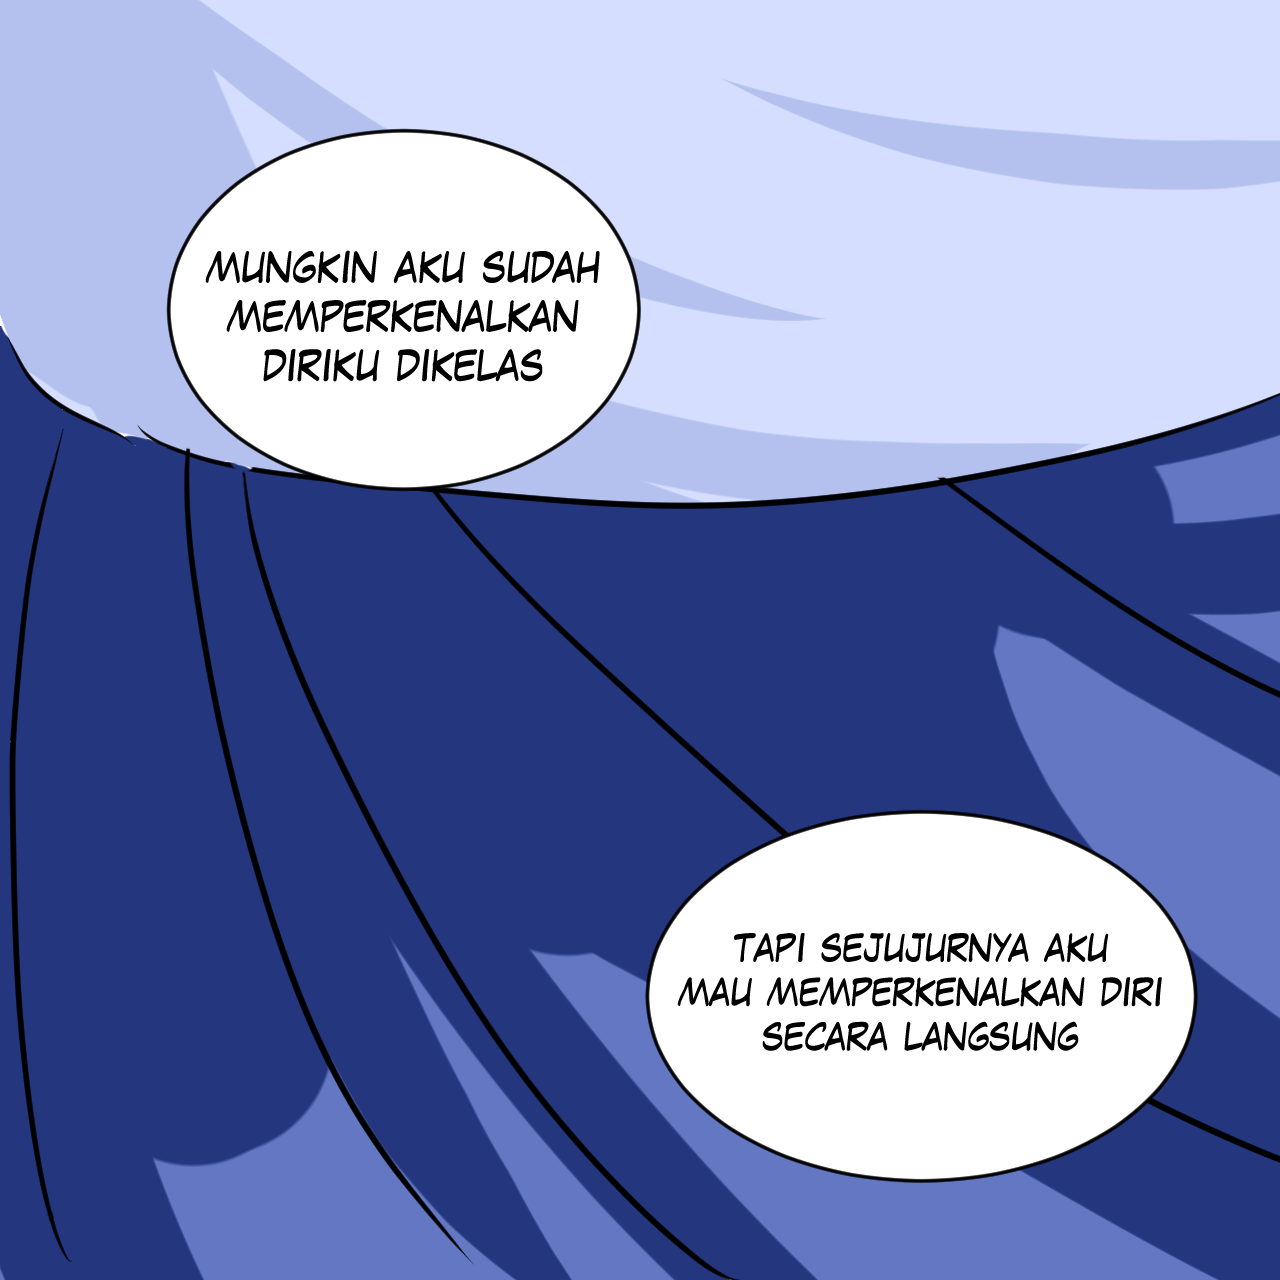 MUNGKIN AKU SUDAH
MEMPERKENALKAN
DIRIKU DIKELAS
TAPI SEJUJURNYA AKU
MAU MEMPERKENALKAN DIRI
SECARA LANGSUNG